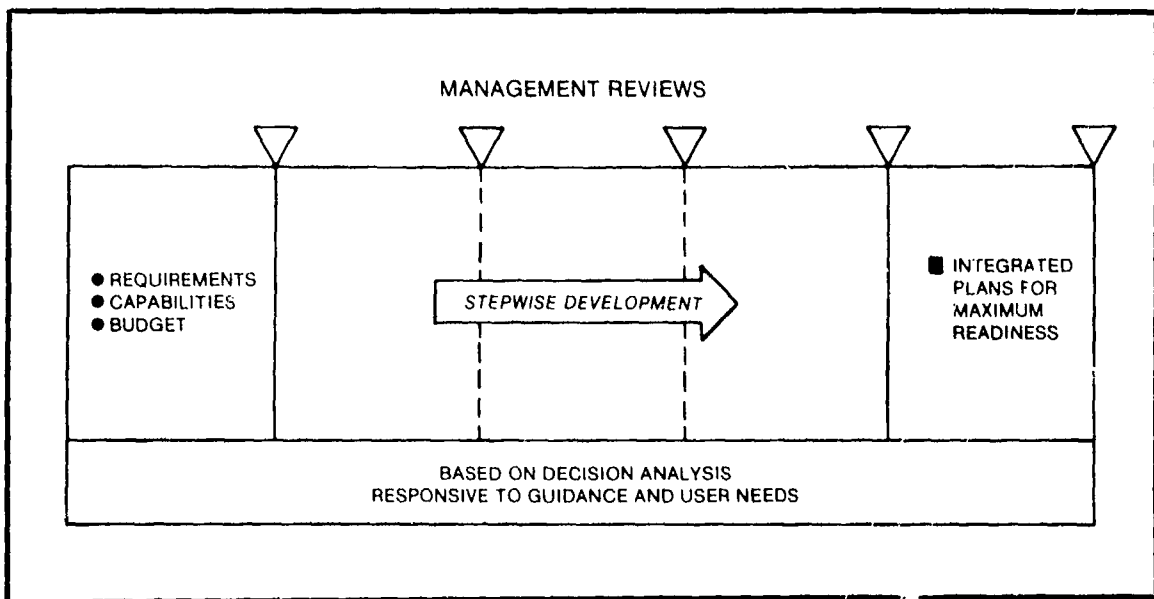 MANAGEMENT REVIEWS
● REQUIREMENTS
● CAPABILITIES
● BUDGET
STEPWISE DEVELOPMENT
■ INTEGRATED
PLANS FOR
MAXIMUM
READINESS
BASED ON DECISION ANALYSIS
RESPONSIVE TO GUIDANCE AND USER NEEDS